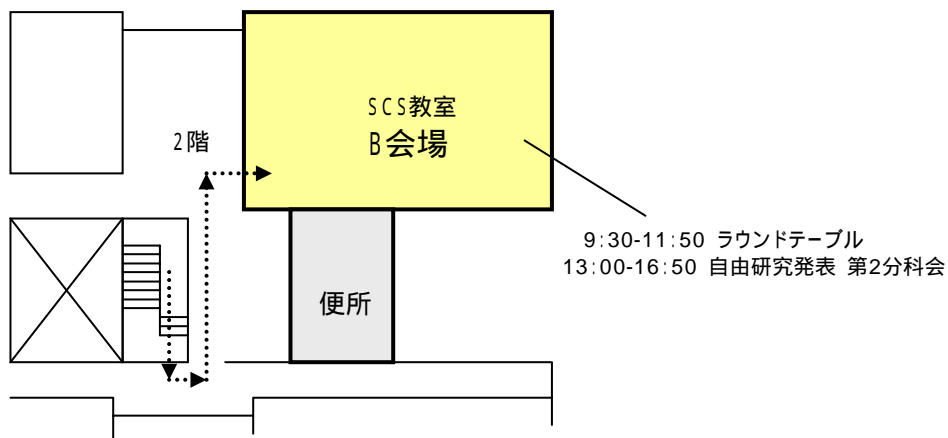 SCS教室
B会場
2階
9:30-11:50 ラウンドテーブル
13:00-16:50 自由研究発表 第2分科会
便所